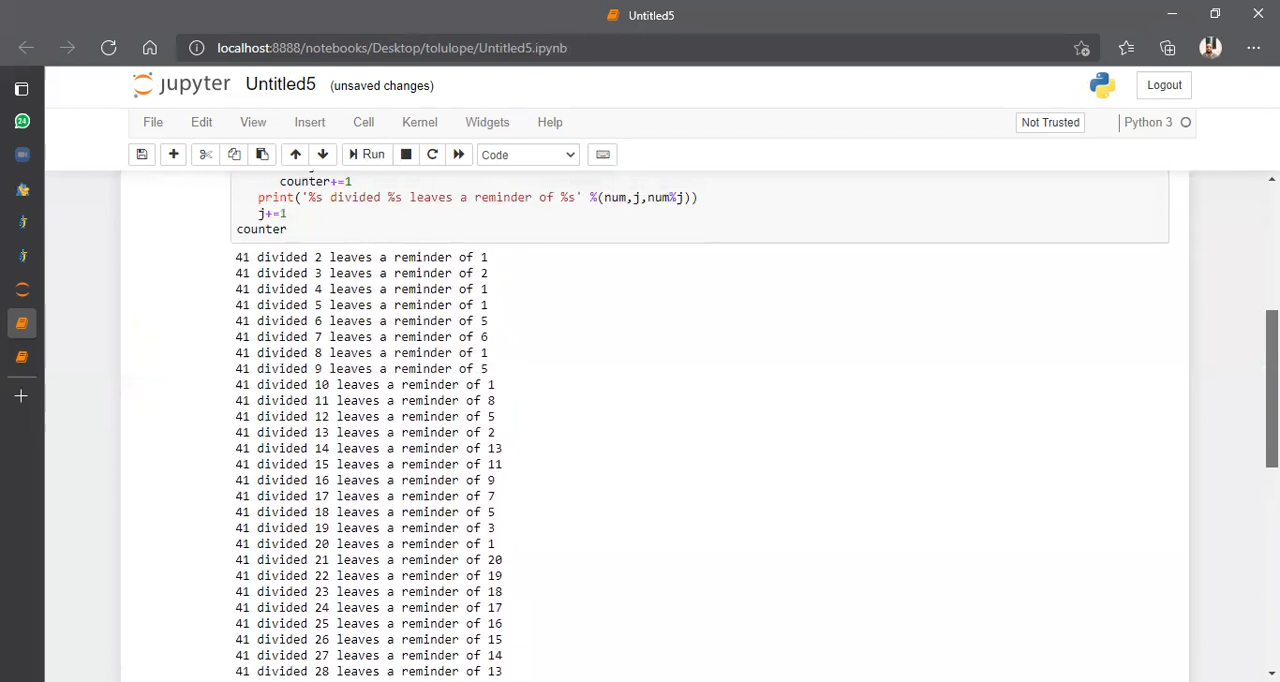 Untitled5
localhost:8888/notebooks/Desktop/tolulope/Untitled5.ipynb
jupyter Untitled5 (unsaved changes) Logout
File Edit View Insert Cell Kernel Widgets Help Not Trusted Python 3
Run Code
counter+=1
print('%s divided %s leaves a reminder of %s' %(num,j,num%j))
j+=1
counter
41 divided 2 leaves a reminder of 1
41 divided 3 leaves a reminder of 2
41 divided 4 leaves a reminder of 1
41 divided 5 leaves a reminder of 1
41 divided 6 leaves a reminder of 5
41 divided 7 leaves a reminder of 6
41 divided 8 leaves a reminder of 1
41 divided 9 leaves a reminder of 5
41 divided 10 leaves a reminder of 1
41 divided 11 leaves a reminder of 8
41 divided 12 leaves a reminder of 5
41 divided 13 leaves a reminder of 2
41 divided 14 leaves a reminder of 13
41 divided 15 leaves a reminder of 11
41 divided 16 leaves a reminder of 9
41 divided 17 leaves a reminder of 7
41 divided 18 leaves a reminder of 5
41 divided 19 leaves a reminder of 3
41 divided 20 leaves a reminder of 1
41 divided 21 leaves a reminder of 20
41 divided 22 leaves a reminder of 19
41 divided 23 leaves a reminder of 18
41 divided 24 leaves a reminder of 17
41 divided 25 leaves a reminder of 16
41 divided 26 leaves a reminder of 15
41 divided 27 leaves a reminder of 14
41 divided 28 leaves a reminder of 13